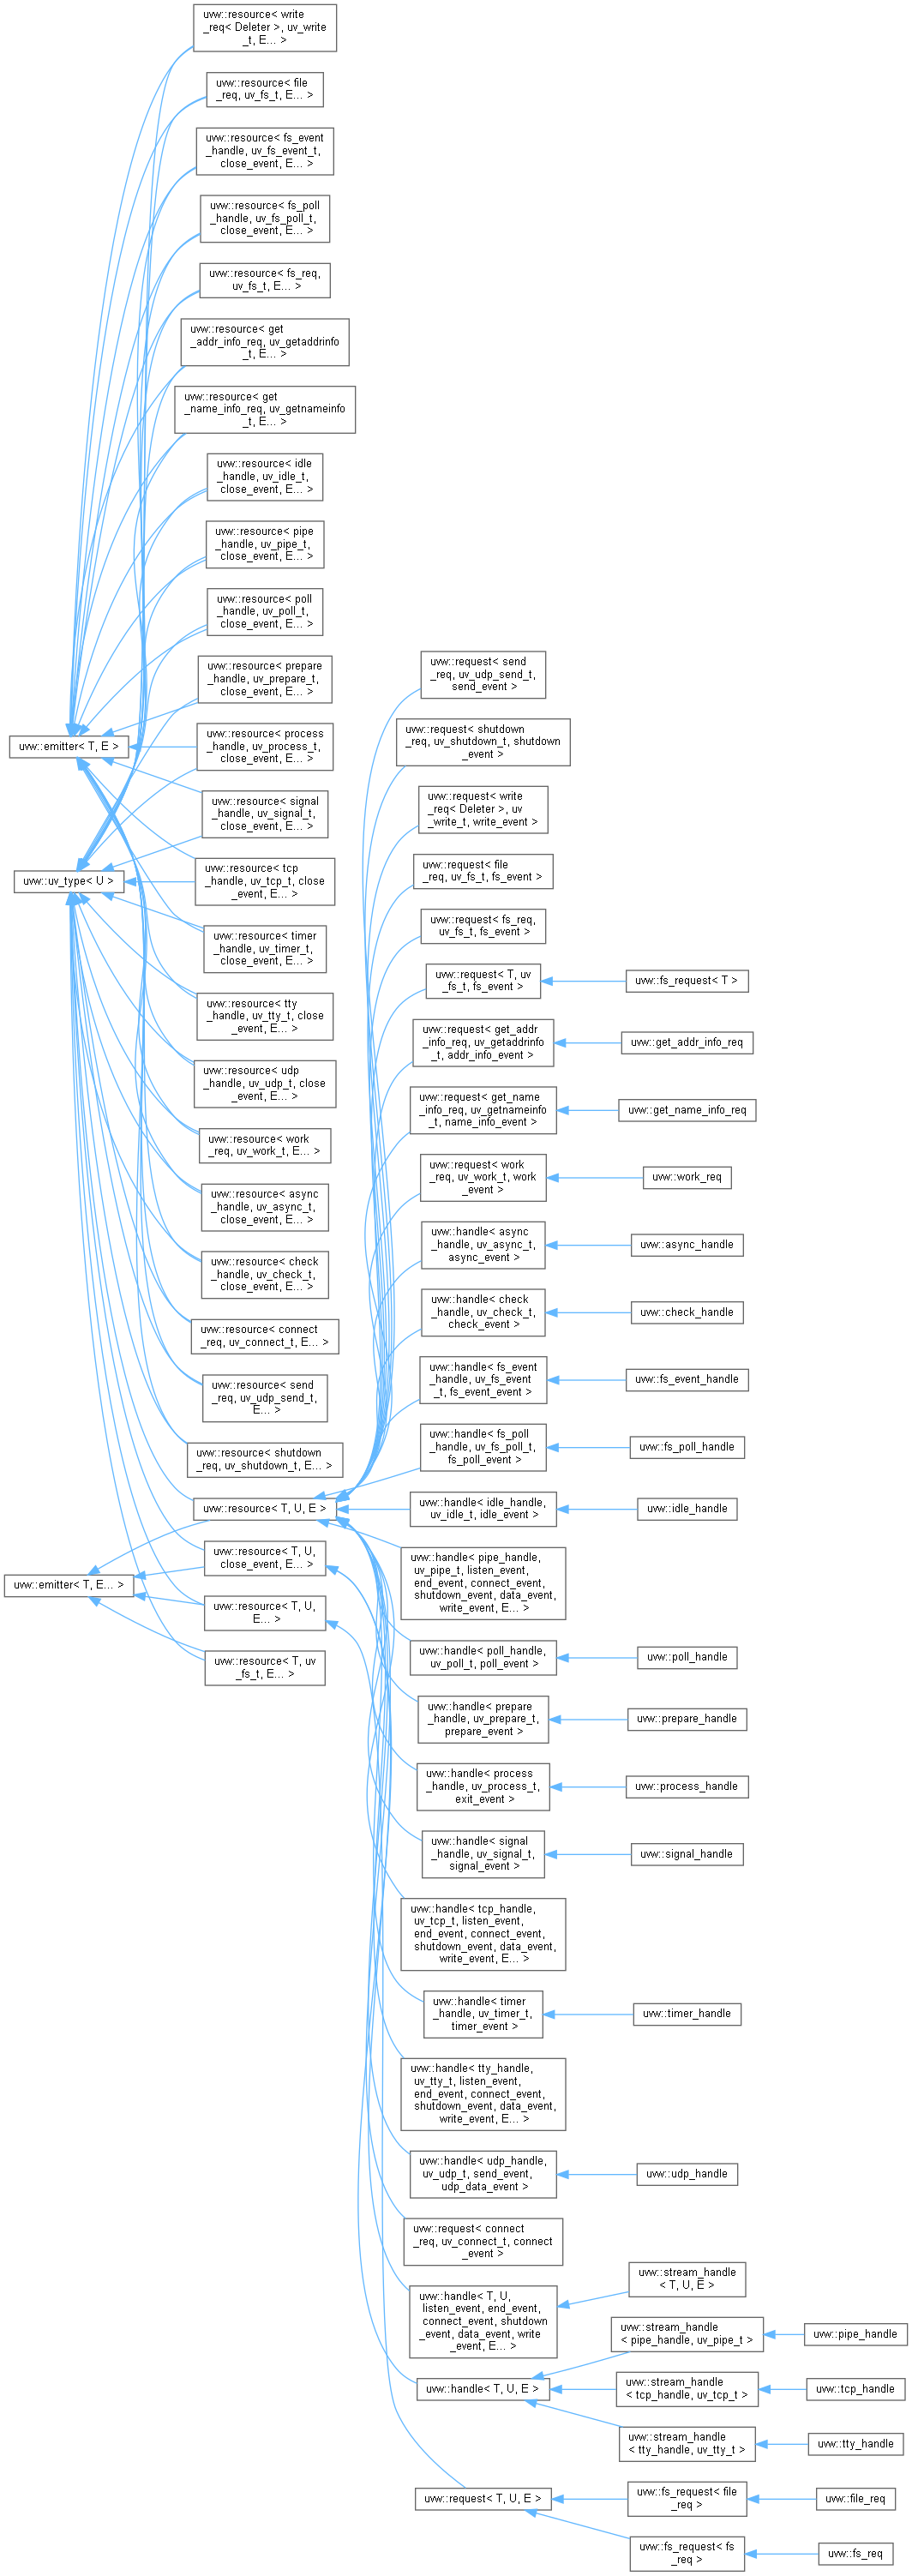 uvw::resource< write
_req< Deleter >, uv_write
_t, E... >
uvw::resource< file
_req, uv_fs_t, E... >
uvw::resource< fs_event
_handle, uv_fs_event_t,
close_event, E... >
uvw::resource< fs_poll
_handle, uv_fs_poll_t,
close_event, E... >
uvw::resource< fs_req,
uv_fs_t, E... >
uvw::resource< get
_addr_info_req, uv_getaddrinfo
_t, E... >
uvw::resource< get
_name_info_req, uv_getnameinfo
_t, E... >
uvw::resource< idle
_handle, uv_idle_t,
close_event, E... >
uvw::resource< pipe
_handle, uv_pipe_t,
close_event, E... >
uvw::resource< poll
_handle, uv_poll_t,
close_event, E... >
uvw::resource< prepare
_handle, uv_prepare_t,
close_event, E... >
uvw::emitter< T, E >
uvw::resource< process
_handle, uv_process_t,
close_event, E... >
uvw::resource< signal
_handle, uv_signal_t,
close_event, E... >
uvw::uv_type< U >
uvw::resource< tcp
_handle, uv_tcp_t, close
_event, E... >
uvw::resource< timer
_handle, uv_timer_t,
close_event, E... >
uvw::resource< tty
_handle, uv_tty_t, close
_event, E... >
uvw::resource< udp
_handle, uv_udp_t, close
_event, E... >
uvw::resource< work
_req, uv_work_t, E... >
uvw::resource< async
_handle, uv_async_t,
close_event, E... >
uvw::resource< check
_handle, uv_check_t,
close_event, E... >
uvw::resource< connect
_req, uv_connect_t, E... >
uvw::resource< send
_req, uv_udp_send_t,
E... >
uvw::resource< shutdown
_req, uv_shutdown_t, E... >
uvw::resource< T, U, E >
uvw::resource< T, U,
close_event, E... >
uvw::emitter< T, E... >
uvw::resource< T, U,
E... >
uvw::resource< T, uv
_fs_t, E... >
uvw::request< send
_req, uv_udp_send_t,
send_event >
uvw::request< shutdown
_req, uv_shutdown_t, shutdown
_event >
uvw::request< write
_req< Deleter >, uv
_write_t, write_event >
uvw::request< file
_req, uv_fs_t, fs_event >
uvw::request< fs_req,
uv_fs_t, fs_event >
uvw::request< T, uv
_fs_t, fs_event >
uvw::fs_request< T >
uvw::request< get_addr
_info_req, uv_getaddrinfo
_t, addr_info_event >
uvw::get_addr_info_req
uvw::request< get_name
_info_req, uv_getnameinfo
_t, name_info_event >
uvw::get_name_info_req
uvw::request< work
_req, uv_work_t, work
_event >
uvw::work_req
uvw::handle< async
_handle, uv_async_t,
async_event >
uvw::async_handle
uvw::handle< check
_handle, uv_check_t,
check_event >
uvw::check_handle
uvw::handle< fs_event
_handle, uv_fs_event
_t, fs_event_event >
uvw::fs_event_handle
uvw::handle< fs_poll
_handle, uv_fs_poll_t,
fs_poll_event >
uvw::fs_poll_handle
uvw::handle< idle_handle,
uv_idle_t, idle_event >
uvw::idle_handle
uvw::handle< pipe_handle,
uv_pipe_t, listen_event,
end_event, connect_event,
shutdown_event, data_event,
write_event, E... >
uvw::handle< poll_handle,
uv_poll_t, poll_event >
uvw::poll_handle
uvw::handle< prepare
_handle, uv_prepare_t,
prepare_event >
uvw::prepare_handle
uvw::handle< process
_handle, uv_process_t,
exit_event >
uvw::process_handle
uvw::handle< signal
_handle, uv_signal_t,
signal_event >
uvw::signal_handle
uvw::handle< tcp_handle,
uv_tcp_t, listen_event,
end_event, connect_event,
shutdown_event, data_event,
write_event, E... >
uvw::handle< timer
_handle, uv_timer_t,
timer_event >
uvw::timer_handle
uvw::handle< tty_handle,
uv_tty_t, listen_event,
end_event, connect_event,
shutdown_event, data_event,
write_event, E... >
uvw::handle< udp_handle,
uv_udp_t, send_event,
udp_data_event >
uvw::udp_handle
uvw::request< connect
_req, uv_connect_t, connect
_event >
uvw::handle< T, U,
listen_event, end_event,
connect_event, shutdown
_event, data_event, write
_event, E... >
uvw::stream_handle
< T, U, E >
uvw::handle< T, U, E >
uvw::stream_handle
< pipe_handle, uv_pipe_t >
uvw::pipe_handle
uvw::stream_handle
< tcp_handle, uv_tcp_t >
uvw::tcp_handle
uvw::stream_handle
< tty_handle, uv_tty_t >
uvw::tty_handle
uvw::request< T, U, E >
uvw::fs_request< file
_req >
uvw::file_req
uvw::fs_request< fs
_req >
uvw::fs_req